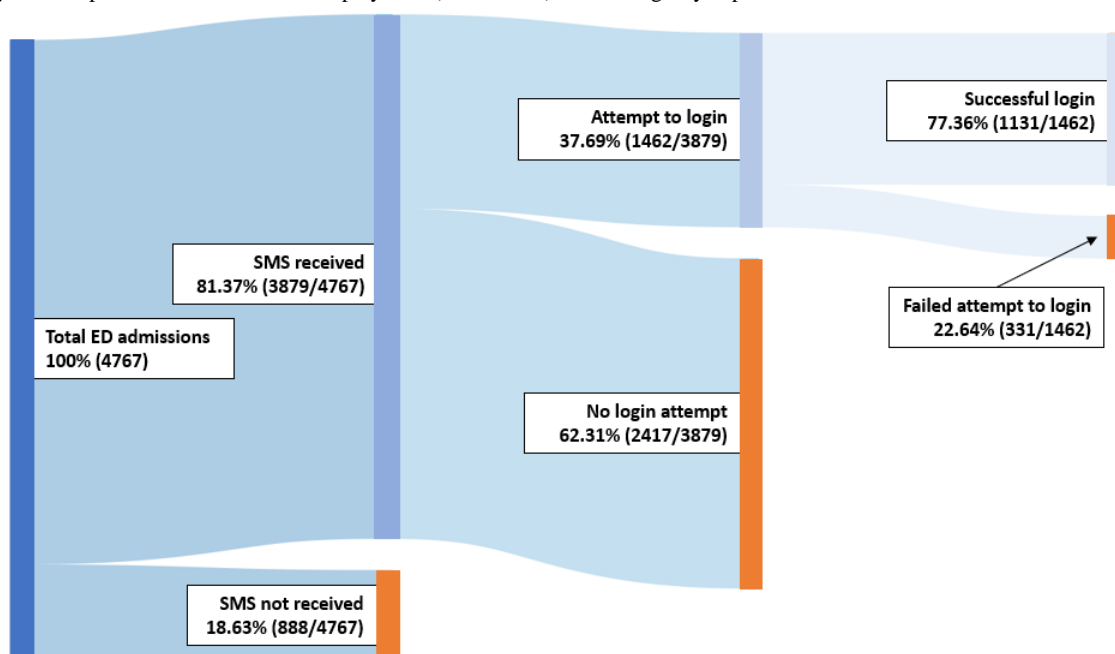 Total ED admissions
100% (4767)
SMS received
81.37% (3879/4767)
SMS not received
18.63% (888/4767)
Attempt to login
37.69% (1462/3879)
No login attempt
62.31% (2417/3879)
Successful login
77.36% (1131/1462)
Failed attempt to login
22.64% (331/1462)